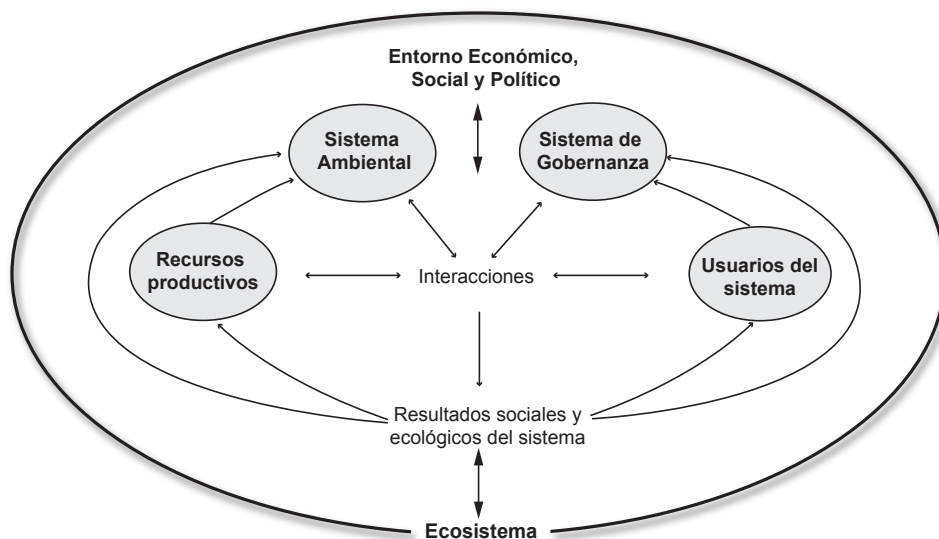 Entorno Económico,
Social y Político
Sistema
Ambiental
Sistema de
Gobernanza
Recursos
productivos
Interacciones
Usuarios del
sistema
Resultados sociales y
ecológicos del sistema
Ecosistema